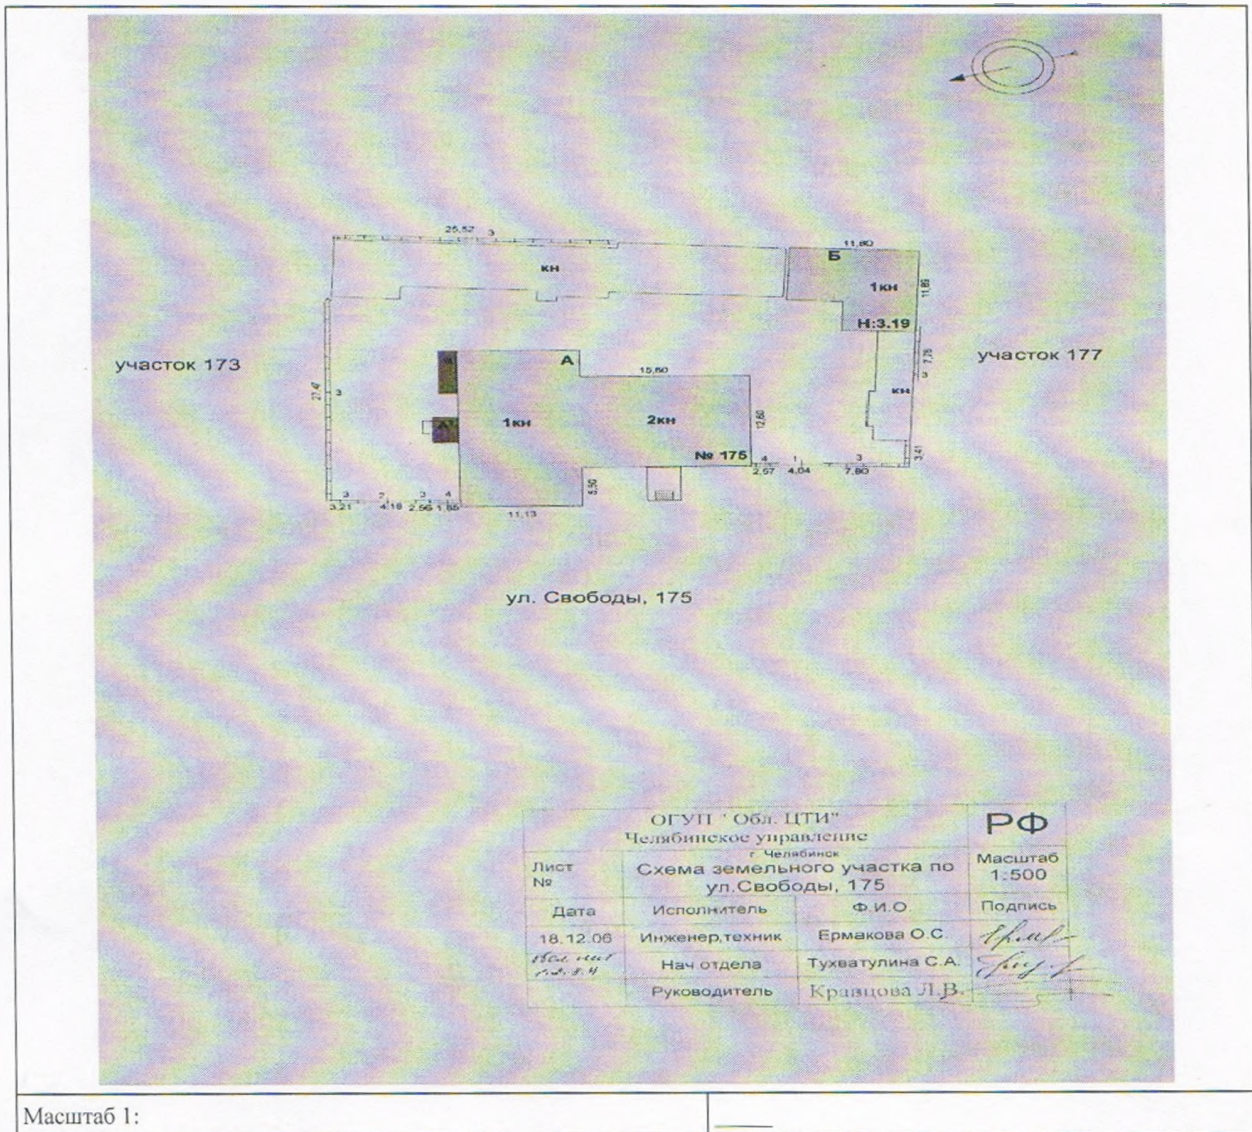 25,52
3
11,80
Б
кн
1кн
11,89
Н:3.19
участок 173
участок 177
А
15,60
7,78
3
27,47
3
кн
1кн
2кн
12,60
№ 175
3,41
4
1
3
2,57
4,04
7,80
3
2
3
4
3,21
4,18
2,56
1,85
5,50
11,13
ул. Свободы, 175
ОГУП "Обл. ЦТИ"
Челябинское управление
РФ
Лист
№
г. Челябинск
Схема земельного участка по
ул.Свободы, 175
Масштаб
1:500
Дата
Исполнитель
Ф.И.О.
Подпись
18.12.06
Инженер,техник
Ермакова О.С.
Нач отдела
Тухватулина С.А.
Руководитель
Кравцова Л.В.
Масштаб 1: